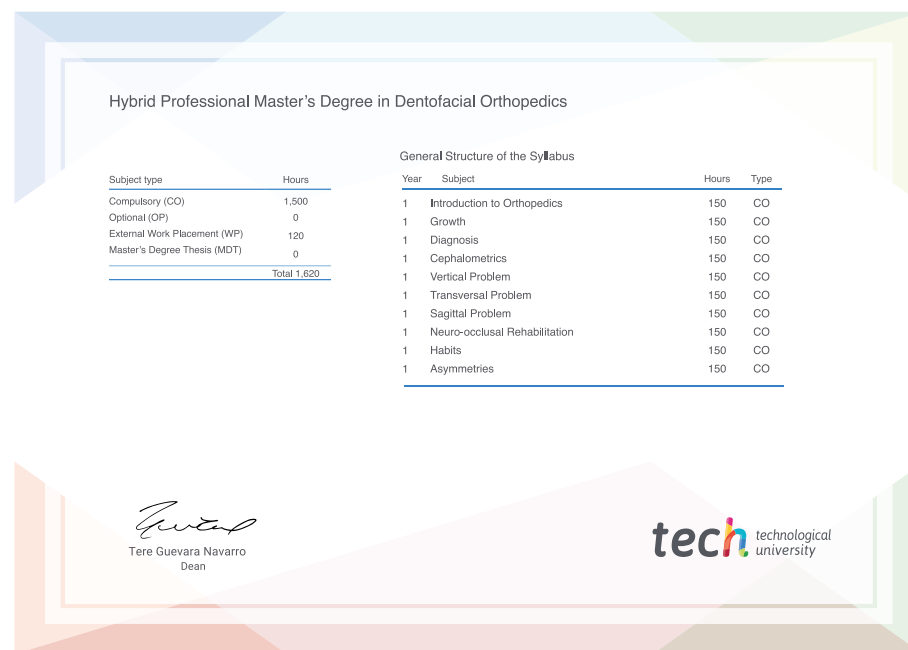 Hybrid Professional Master's Degree in Dentofacial Orthopedics
General Structure of the Syllabus
Subject type Hours
Compulsory (CO) 1,500
Optional (OP) 0
External Work Placement (WP) 120
Master's Degree Thesis (MDT) 0
Total 1,620
Year Subject Hours Type
1 Introduction to Orthopedics 150 CO
1 Growth 150 CO
1 Diagnosis 150 CO
1 Cephalometrics 150 CO
1 Vertical Problem 150 CO
1 Transversal Problem 150 CO
1 Sagittal Problem 150 CO
1 Neuro-occlusal Rehabilitation 150 CO
1 Habits 150 CO
1 Asymmetries 150 CO
Tere Guevara Navarro
Dean
tech technological
university